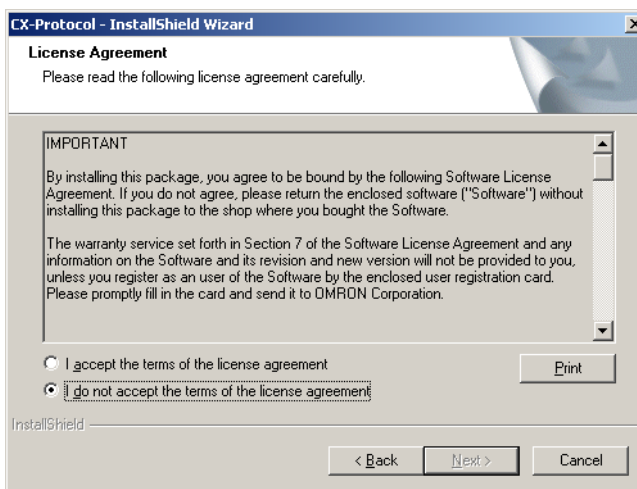 CX-Protocol - InstallShield Wizard
License Agreement
Please read the following license agreement carefully.
IMPORTANT
By installing this package, you agree to be bound by the following Software License
Agreement. If you do not agree, please return the enclosed software ("Software") without
installing this package to the shop where you bought the Software.
The warranty service set forth in Section 7 of the Software License Agreement and any
information on the Software and its revision and new version will not be provided to you,
unless you register as an user of the Software by the enclosed user registration card.
Please promptly fill in the card and send it to OMRON Corporation.
I accept the terms of the license agreement
Print
I do not accept the terms of the license agreement
InstallShield
< Back
Next >
Cancel